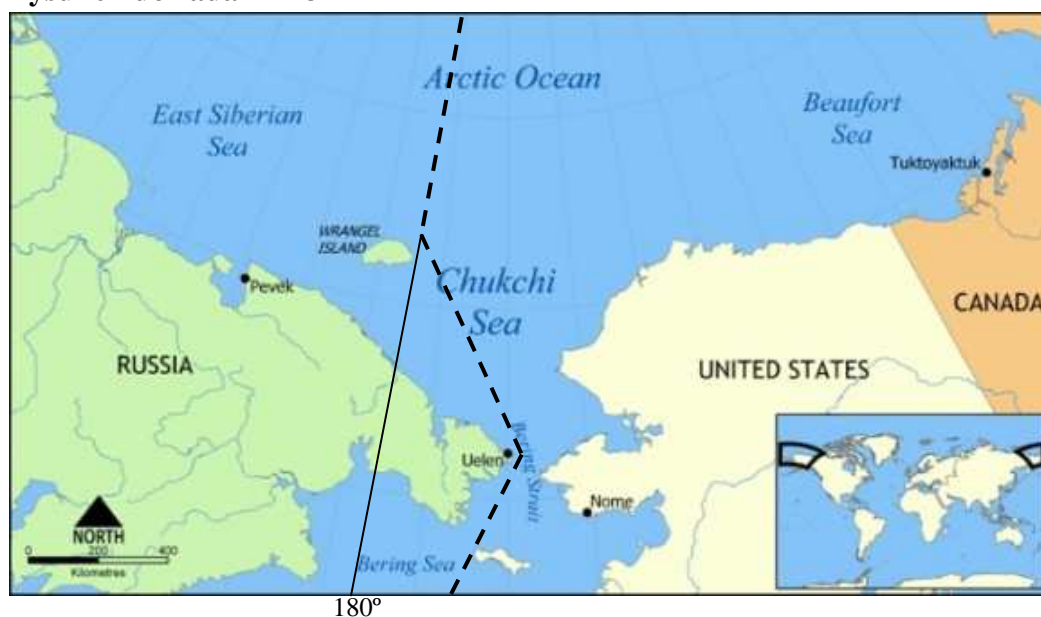 Arctic Ocean
East Siberian
Sea
Beaufort
Sea
Tuktoyaktuk
WRANGEL
ISLAND
Pevek
Chukchi
Sea
CANADA
RUSSIA
UNITED STATES
Uelen
Bering Strait
Nome
NORTH
0 200 400
Kilometres
Bering Sea
180º